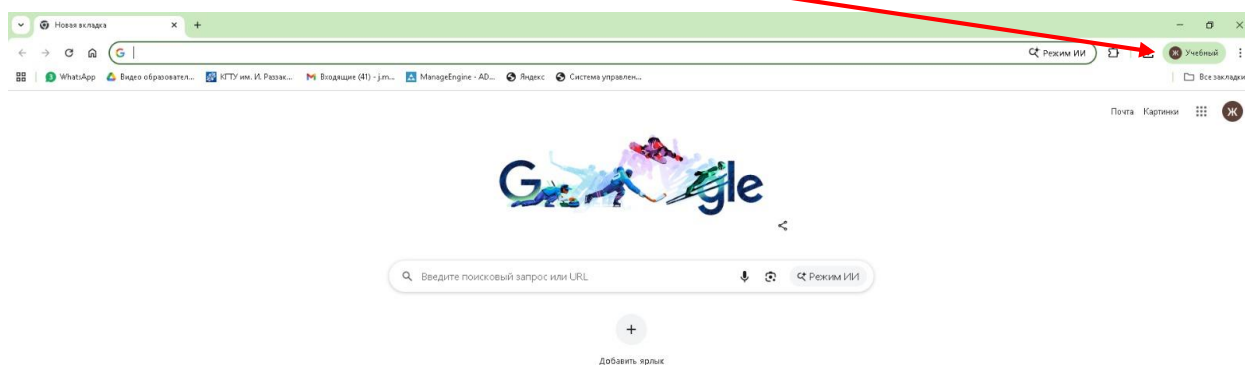 Новая вкладка
G
Режим ИИ
Ж Учебный
WhatsApp Видео образовател... КГТУ им. И. Раззак... Входящие (41) - j.m... ManageEngine - AD... Яндекс Система управлен... Все закладки
Почта Картинки Ж
Google
Введите поисковый запрос или URL Режим ИИ
Добавить ярлык